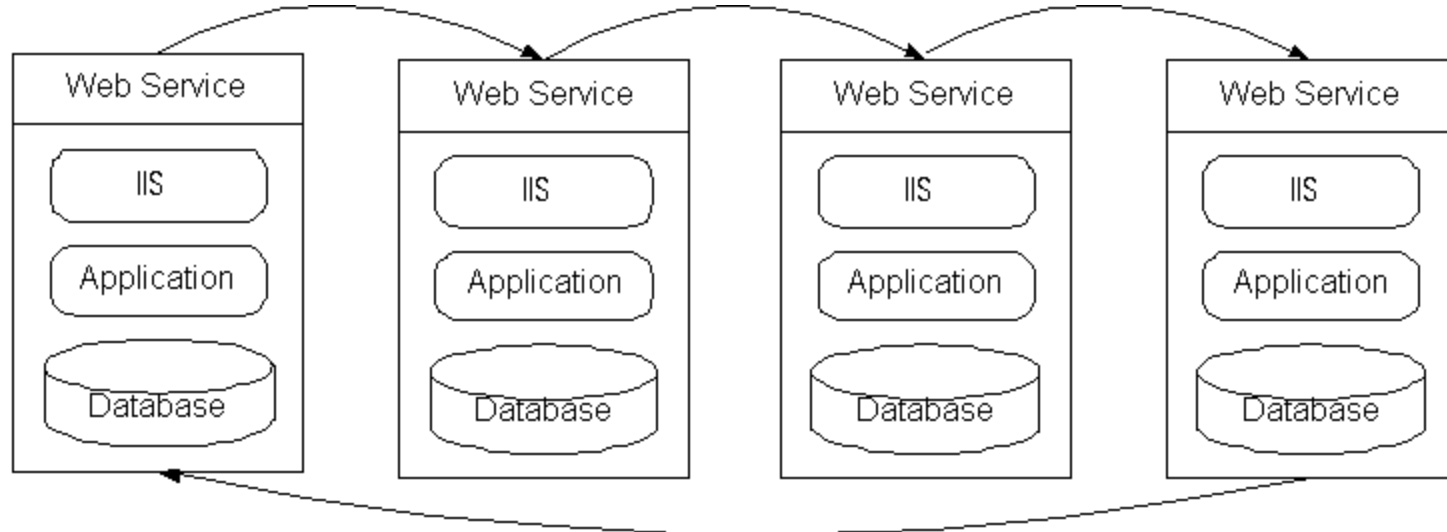 Web Service
IIS
Application
Database
Web Service
IIS
Application
Database
Web Service
IIS
Application
Database
Web Service
IIS
Application
Database